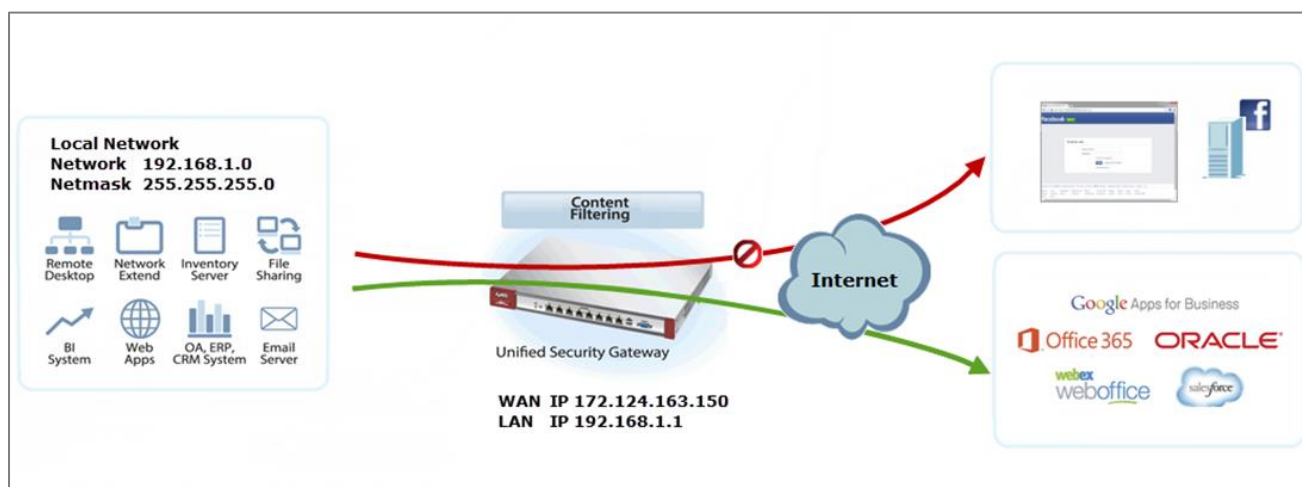 Local Network
Network 192.168.1.0
Netmask 255.255.255.0
Remote
Desktop
Network
Extend
Inventory
Server
File
Sharing
BI
System
Web
Apps
OA, ERP,
CRM System
Email
Server
Content
Filtering
Unified Security Gateway
WAN IP 172.124.163.150
LAN IP 192.168.1.1
Internet
facebook
f
Google Apps for Business
Office 365
ORACLE
webex
weboffice
salesforce